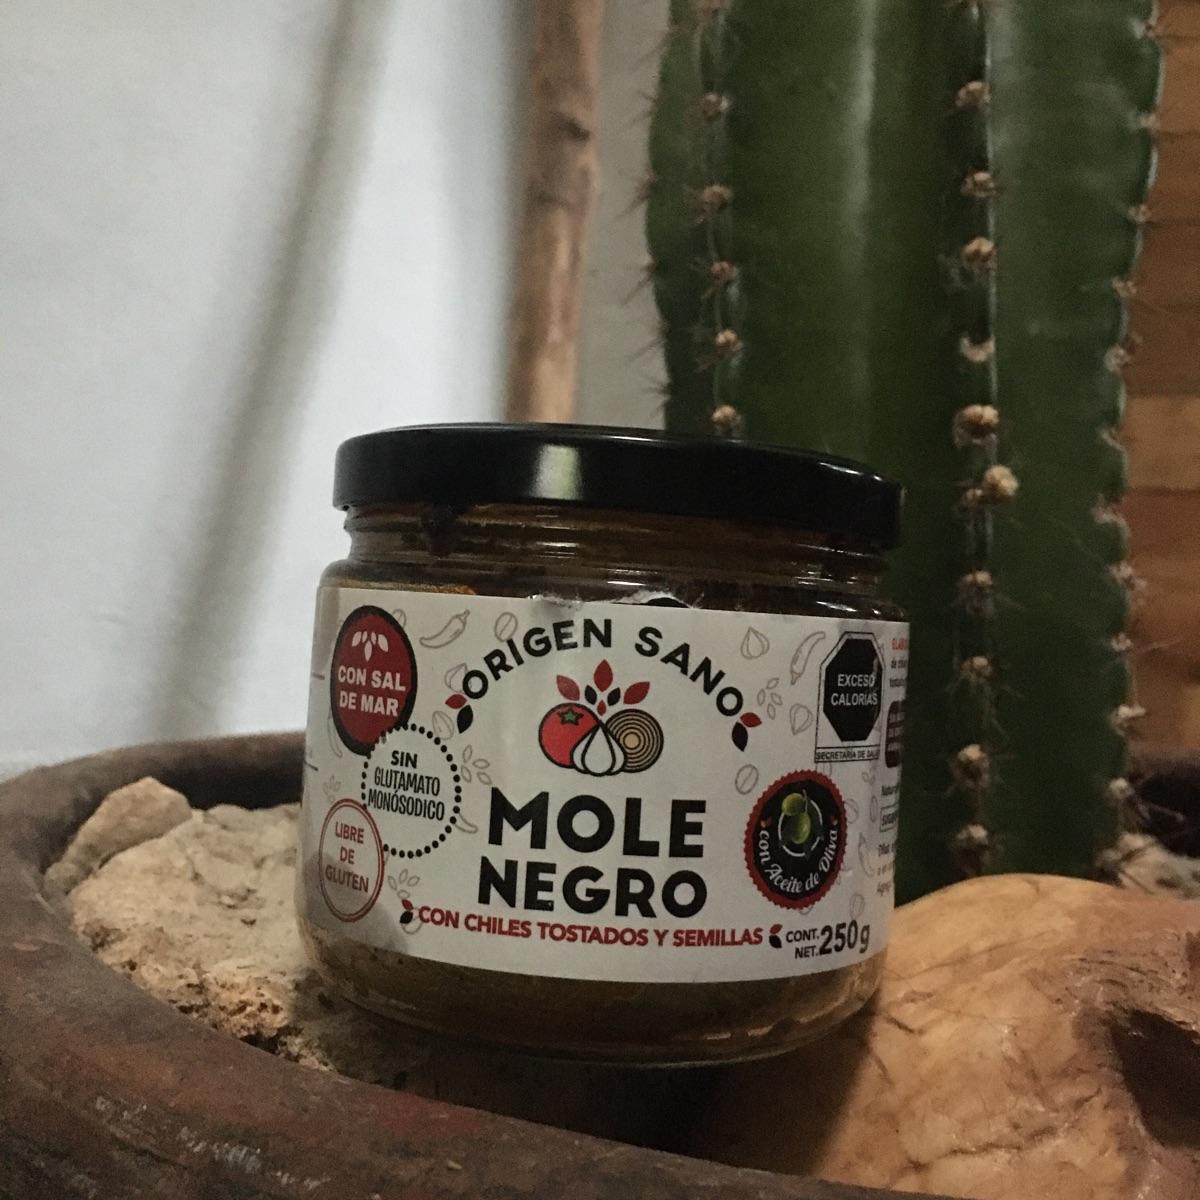 ORIGEN SANO
CON SAL
DE MAR
SIN
GLUTAMATO
MONÓSODICO
LIBRE
DE
GLUTEN
EXCESO
CALORÍAS
SECRETARÍA DE
MOLE
NEGRO
con Aceite de Oliva
CON CHILES TOSTADOS Y SEMILLAS
CONT.
NET. 250g